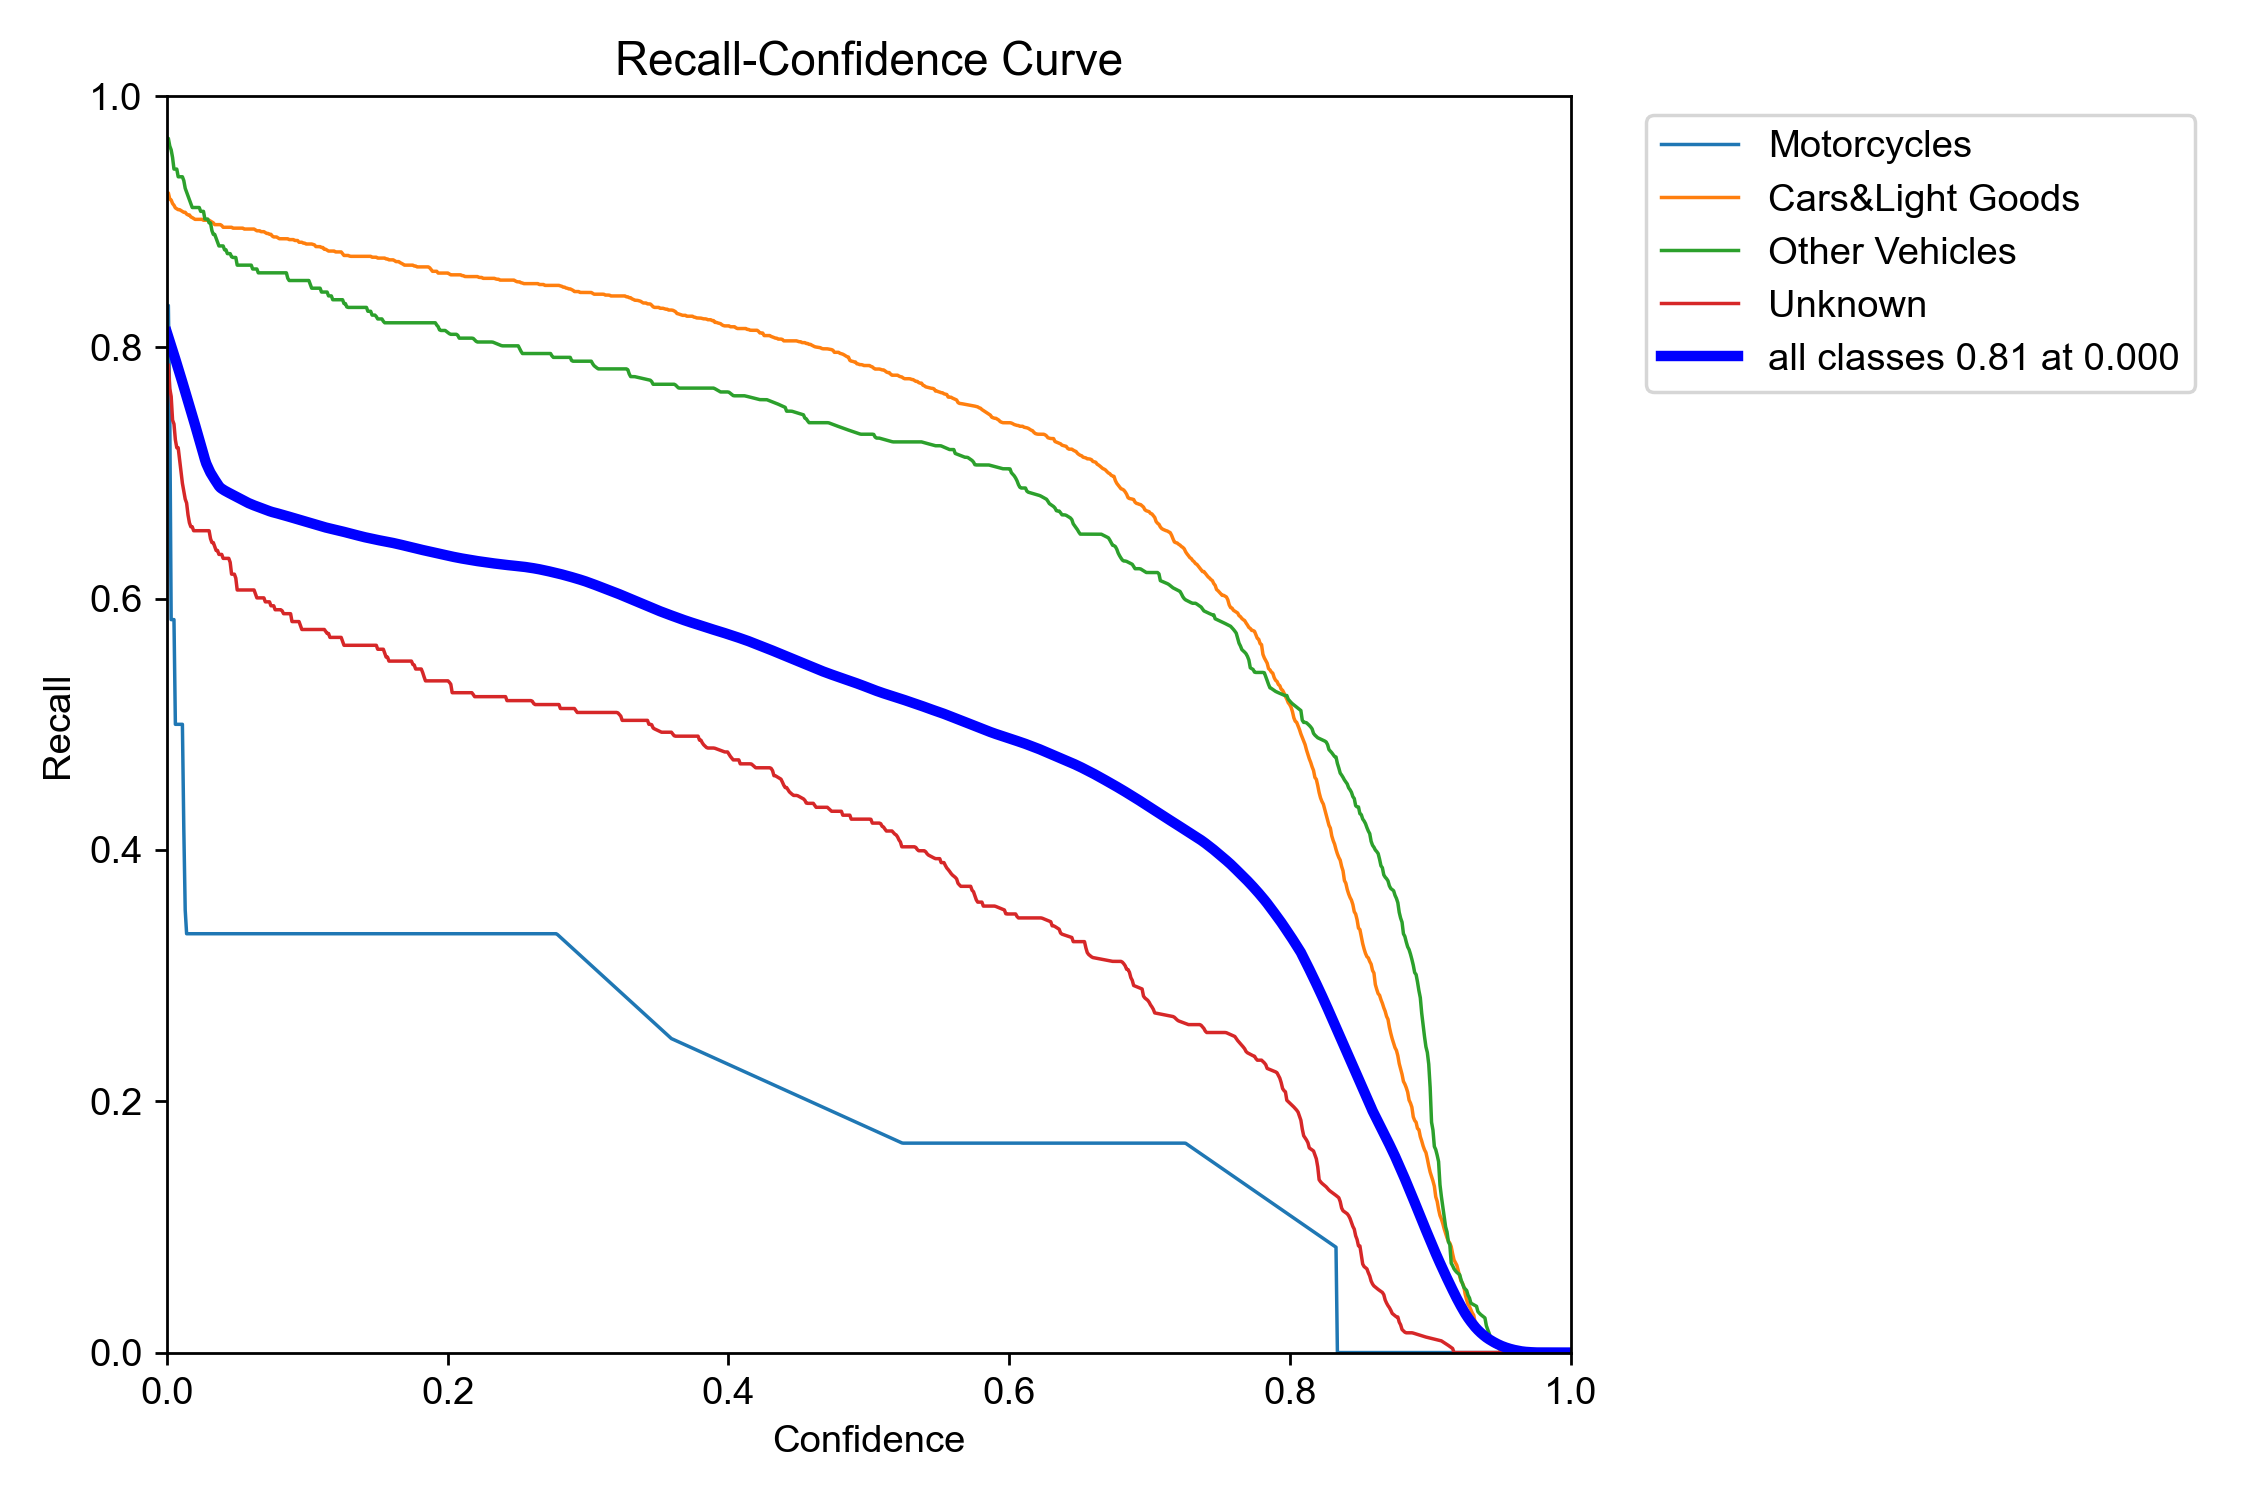 Recall-Confidence Curve
1.0
0.8
0.6
0.4
0.2
0.0
Recall
0.0 0.2 0.4 0.6 0.8 1.0
Confidence
Motorcycles
Cars&Light Goods
Other Vehicles
Unknown
all classes 0.81 at 0.000